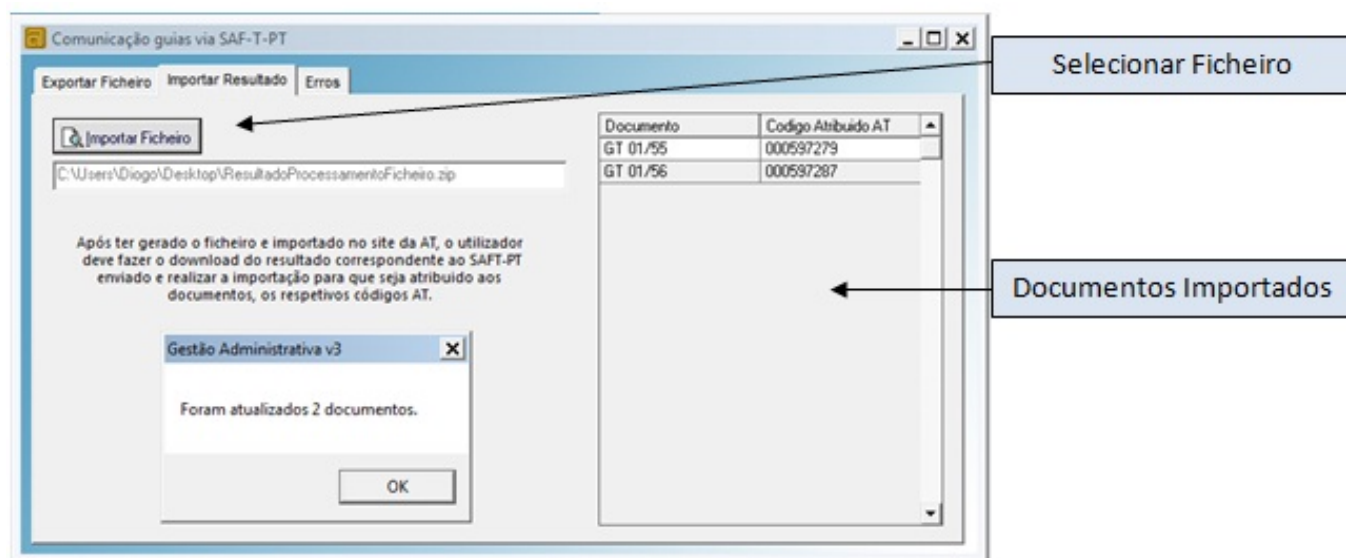 Comunicação guias via SAF-T-PT
Exportar Ficheiro Importar Resultado Erros
Importar Ficheiro
C:\Users\Diogo\Desktop\ResultadoProcessamentoFicheiro.zip
Após ter gerado o ficheiro e importado no site da AT, o utilizador
deve fazer o download do resultado correspondente ao SAFT-PT
enviado e realizar a importação para que seja atribuido aos
documentos, os respetivos códigos AT.
Gestão Administrativa v3
Foram atualizados 2 documentos.
OK
Documento Codigo Atribuido AT
GT 01/55 000597279
GT 01/56 000597287
Selecionar Ficheiro
Documentos Importados